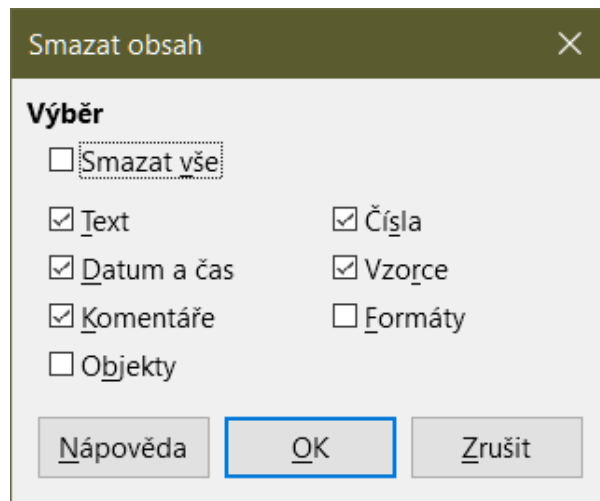 Smazat obsah
Výběr
Smazat vše
Text
Čísla
Datum a čas
Vzorce
Komentáře
Formáty
Objekty
Nápověda
OK
Zrušit